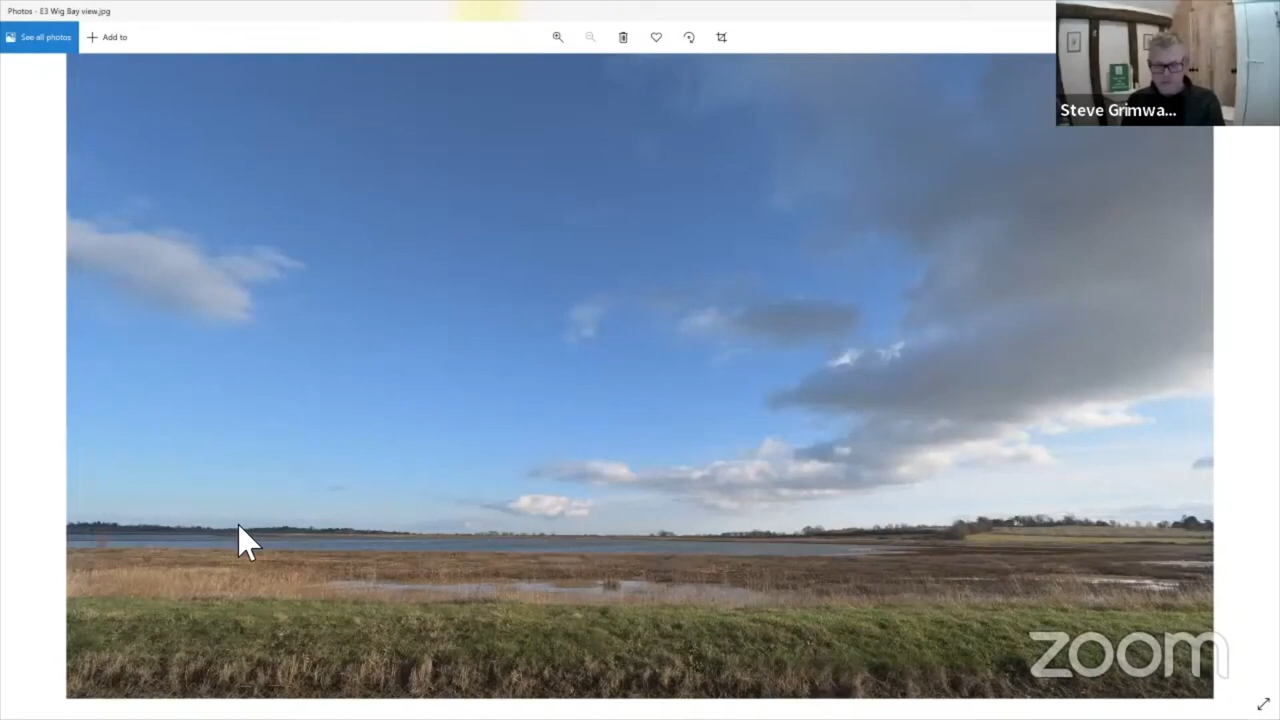 Photos - E3 Wig Bay view.jpg
See all photos
Add to
Steve Grimwa...
zoom